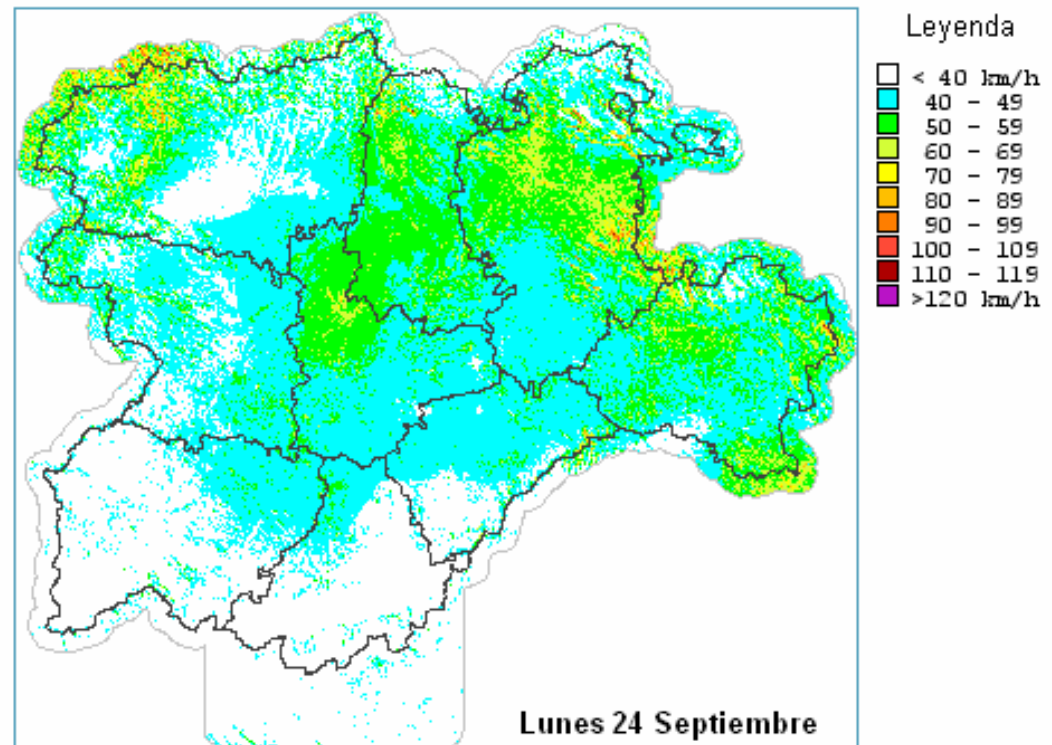 Leyenda
< 40 km/h
40 - 49
50 - 59
60 - 69
70 - 79
80 - 89
90 - 99
100 - 109
110 - 119
>120 km/h
Lunes 24 Septiembre